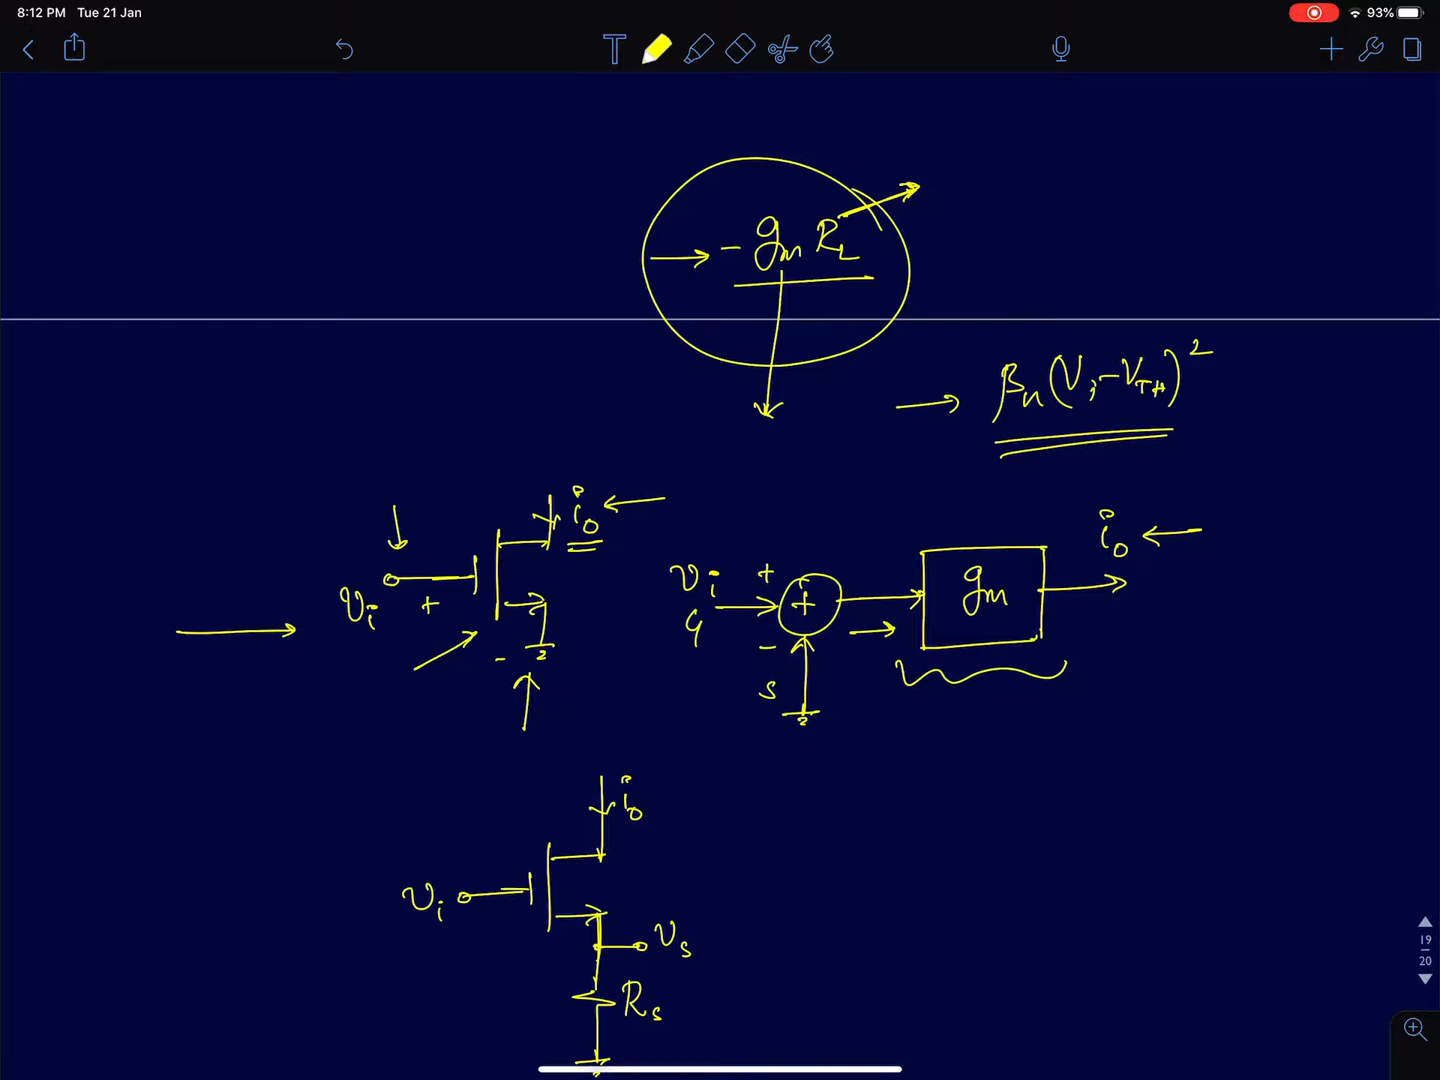 8:12 PM Tue 21 Jan 93%
- gm RL
βn(Vi-VTH)²
io
vi +
-
vi + + gm io
G -
S
io
vi
vs
Rs
19
20